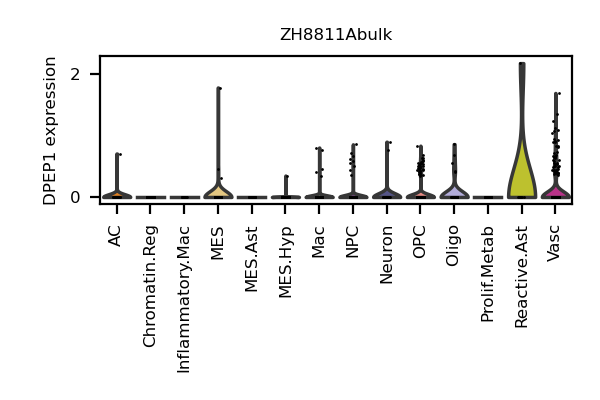 ZH8811Abulk
DPEP1 expression
2
0
AC
Chromatin.Reg
Inflammatory.Mac
MES
MES.Ast
MES.Hyp
Mac
NPC
Neuron
OPC
Oligo
Prolif.Metab
Reactive.Ast
Vasc